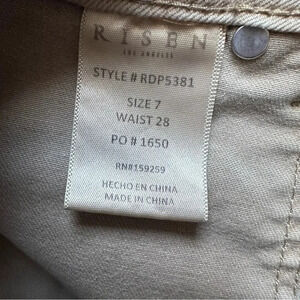 RISEN
LOS ANGELES
STYLE # RDP5381
SIZE 7
WAIST 28
PO # 1650
RN#159259
HECHO EN CHINA
MADE IN CHINA